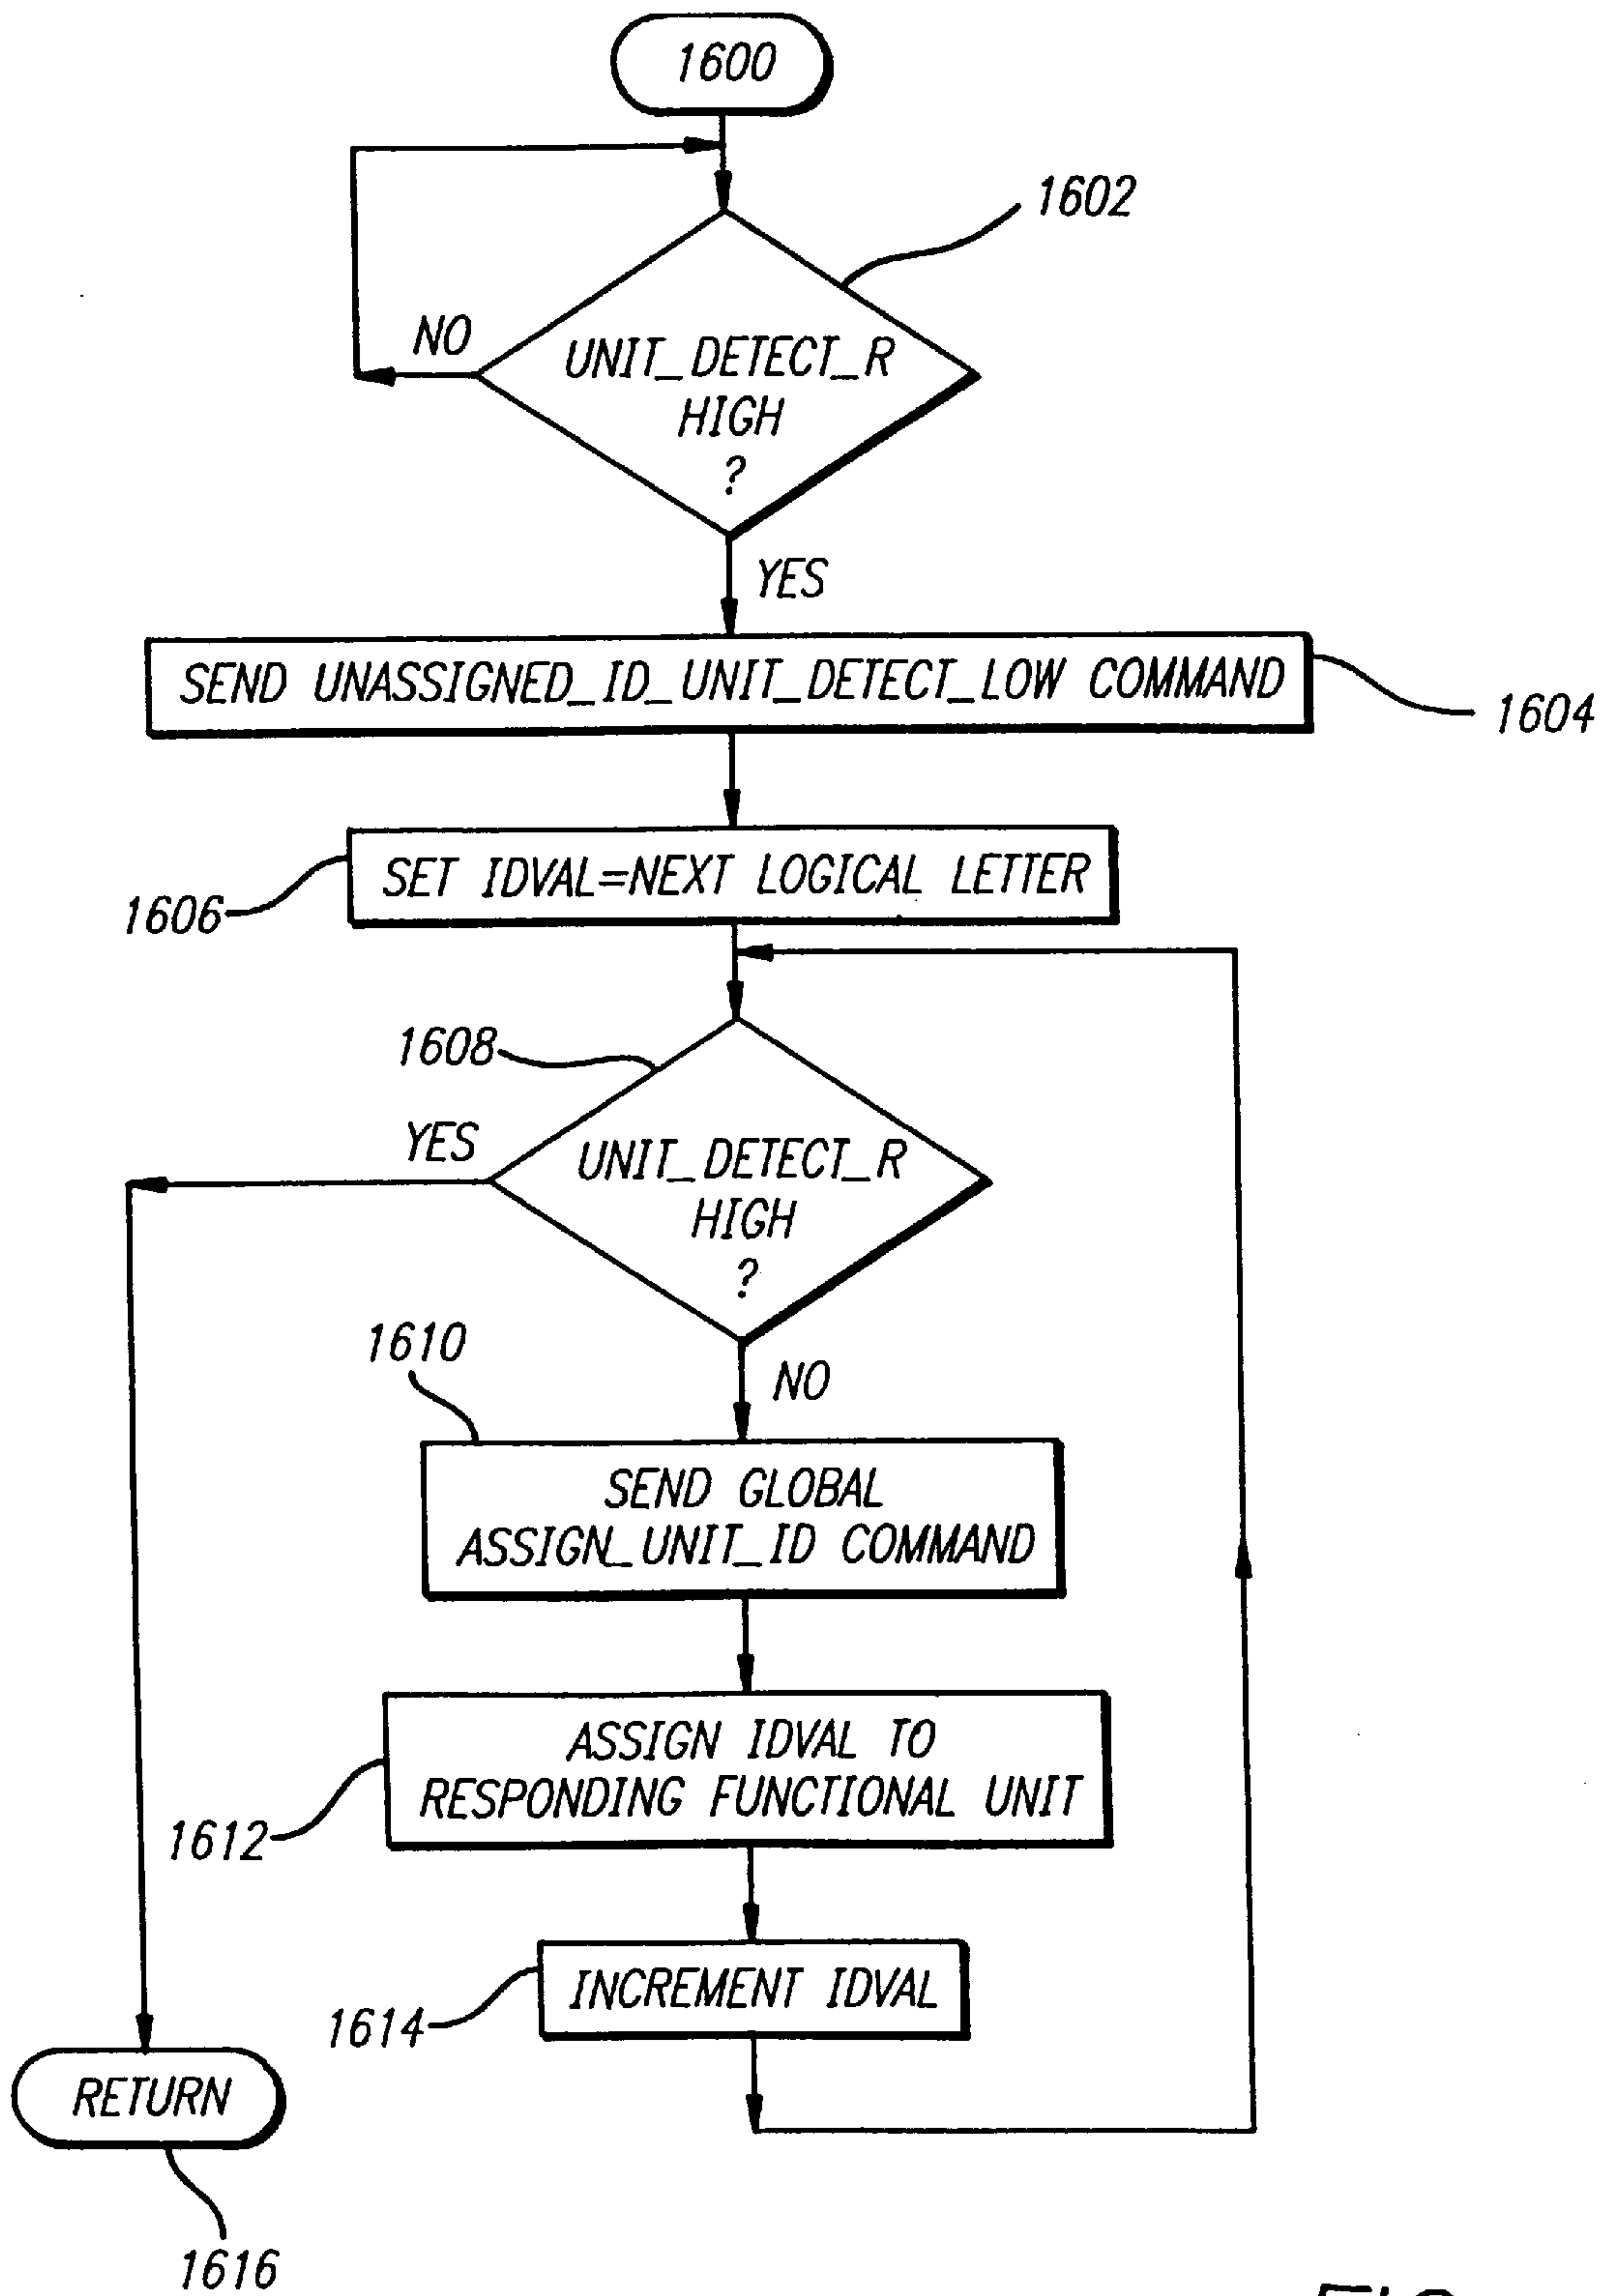 1600
1602
NO
UNIT_DETECT_R
HIGH
?
YES
SEND UNASSIGNED_ID_UNIT_DETECT_LOW COMMAND
1604
SET IDVAL=NEXT LOGICAL LETTER
1606
1608
YES
UNIT_DETECT_R
HIGH
?
1610
NO
SEND GLOBAL
ASSIGN_UNIT_ID COMMAND
ASSIGN IDVAL TO
RESPONDING FUNCTIONAL UNIT
1612
INCREMENT IDVAL
1614
RETURN
1616